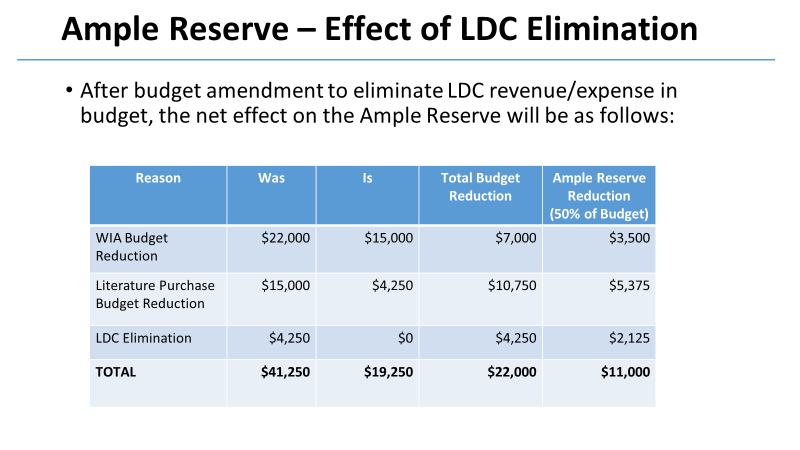 Ample Reserve – Effect of LDC Elimination
• After budget amendment to eliminate LDC revenue/expense in
budget, the net effect on the Ample Reserve will be as follows:
Reason Was Is Total Budget Reduction Ample Reserve Reduction (50% of Budget)
WIA Budget Reduction $22,000 $15,000 $7,000 $3,500
Literature Purchase Budget Reduction $15,000 $4,250 $10,750 $5,375
LDC Elimination $4,250 $0 $4,250 $2,125
TOTAL $41,250 $19,250 $22,000 $11,000